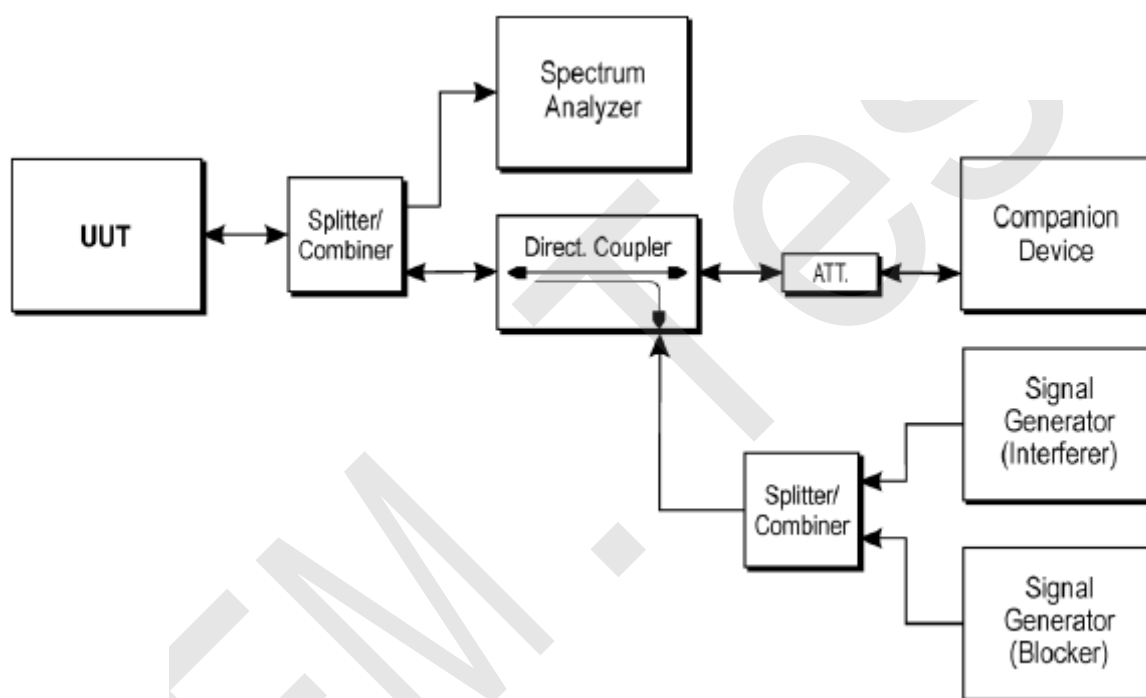 Spectrum
Analyzer
UUT
Splitter/
Combiner
Direct. Coupler
ATT.
Companion
Device
Signal
Generator
(Interferer)
Splitter/
Combiner
Signal
Generator
(Blocker)